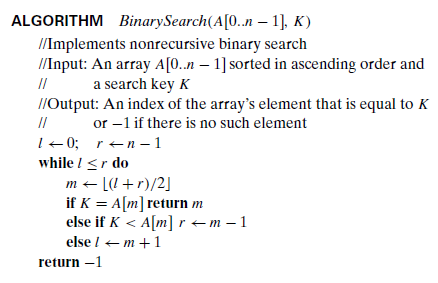 ALGORITHM BinarySearch(A[0..n − 1], K)
//Implements nonrecursive binary search
//Input: An array A[0..n − 1] sorted in ascending order and
// a search key K
//Output: An index of the array’s element that is equal to K
// or −1 if there is no such element
l ← 0; r ← n − 1
while l ≤ r do
m ← ⌊(l + r)/2⌋
if K = A[m] return m
else if K < A[m] r ← m − 1
else l ← m + 1
return −1